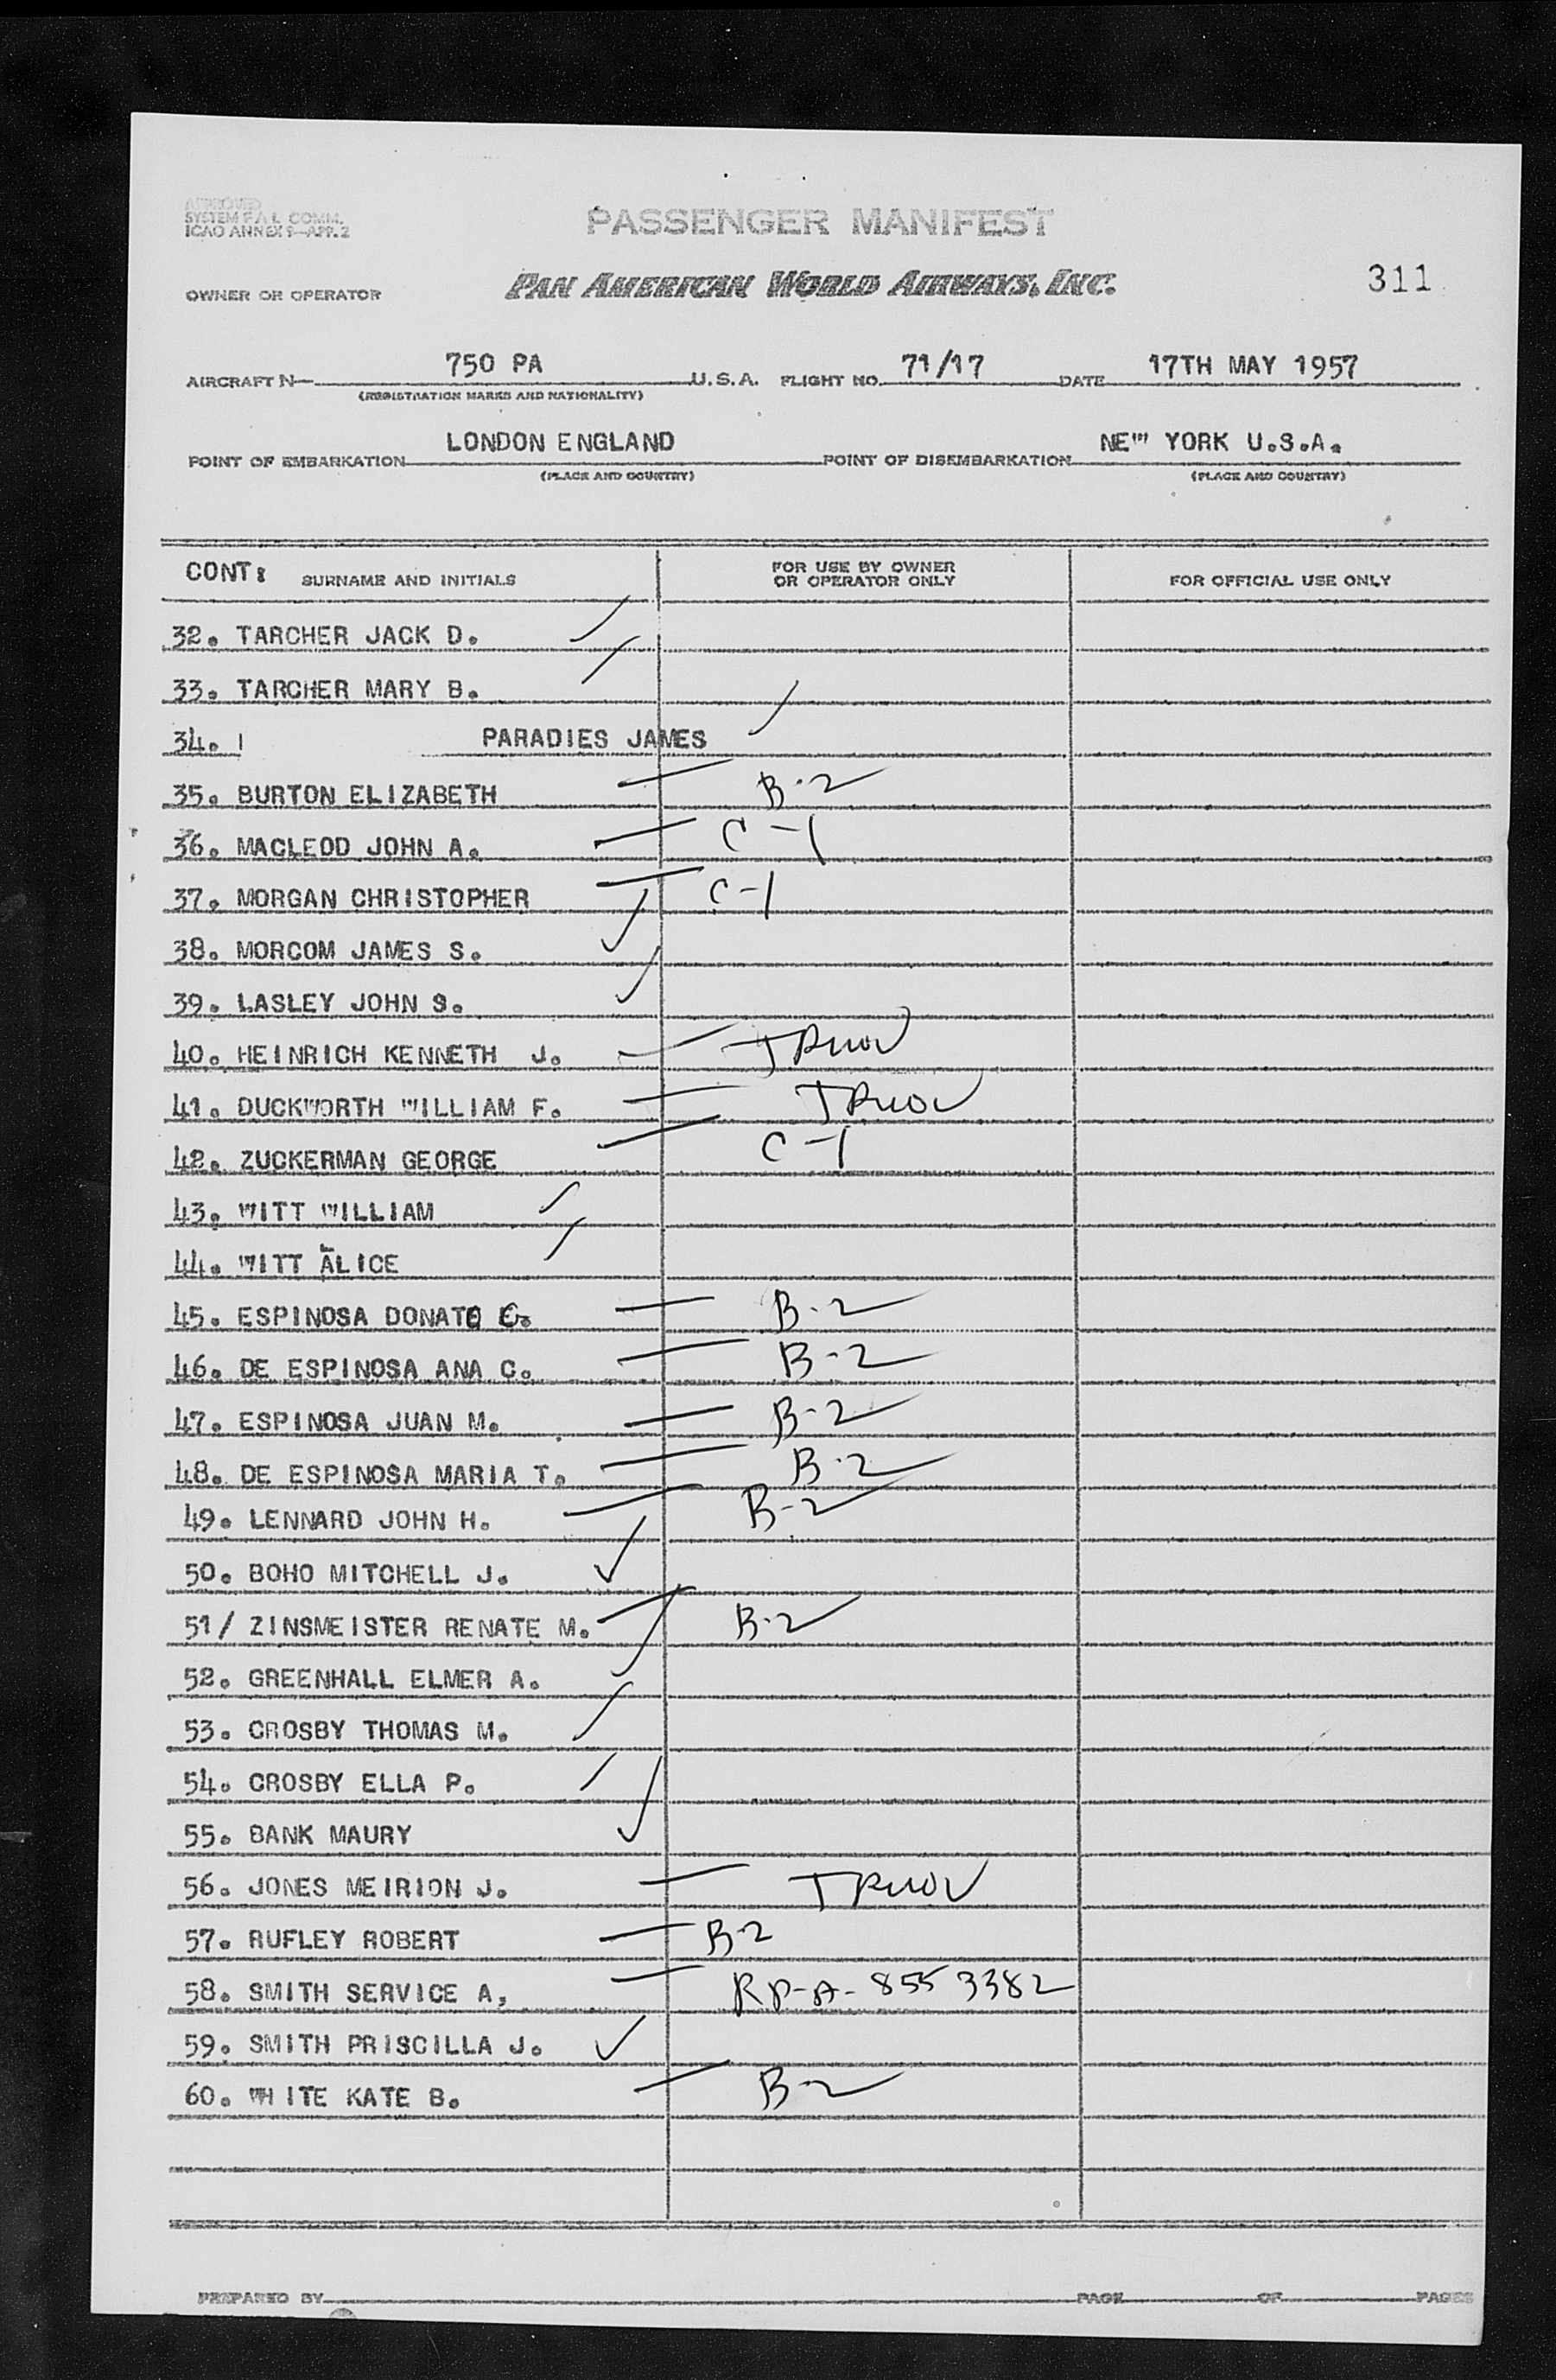 APPROVED
SYSTEM F A L COMM.
ICAO ANNEX 9—APP. 2
PASSENGER MANIFEST
OWNER OR OPERATOR PAN AMERICAN WORLD AIRWAYS, INC. 311
AIRCRAFT N— 750 PA U.S.A. FLIGHT NO. 71/17 DATE 17TH MAY 1957
(REGISTRATION MARKS AND NATIONALITY)
POINT OF EMBARKATION LONDON ENGLAND POINT OF DISEMBARKATION NEW YORK U.S.A.
(PLACE AND COUNTRY) (PLACE AND COUNTRY)
CONT: SURNAME AND INITIALS FOR USE BY OWNER OR OPERATOR ONLY FOR OFFICIAL USE ONLY
32. TARCHER JACK D.
33. TARCHER MARY B.
34. PARADIES JAMES
35. BURTON ELIZABETH B-2
36. MACLEOD JOHN A. C-1
37. MORGAN CHRISTOPHER C-1
38. MORCOM JAMES S.
39. LASLEY JOHN S.
40. HEINRICH KENNETH J.
41. DUCKWORTH WILLIAM F.
42. ZUCKERMAN GEORGE C-1
43. WITT WILLIAM
44. WITT ALICE
45. ESPINOSA DONATO B-2
46. DE ESPINOSA ANA C. B-2
47. ESPINOSA JUAN M. B-2
48. DE ESPINOSA MARIA T. B-2
49. LENNARD JOHN H. B-2
50. BOHO MITCHELL J.
51/ ZINSMEISTER RENATE M. B-2
52. GREENHALL ELMER A.
53. CROSBY THOMAS M.
54. CROSBY ELLA P.
55. BANK MAURY
56. JONES MEIRION J.
57. RUFLEY ROBERT B-2
58. SMITH SERVICE A, RP-A-8553382
59. SMITH PRISCILLA J.
60. WHITE KATE B. B-2
PREPARED BY PAGE OF PAGES